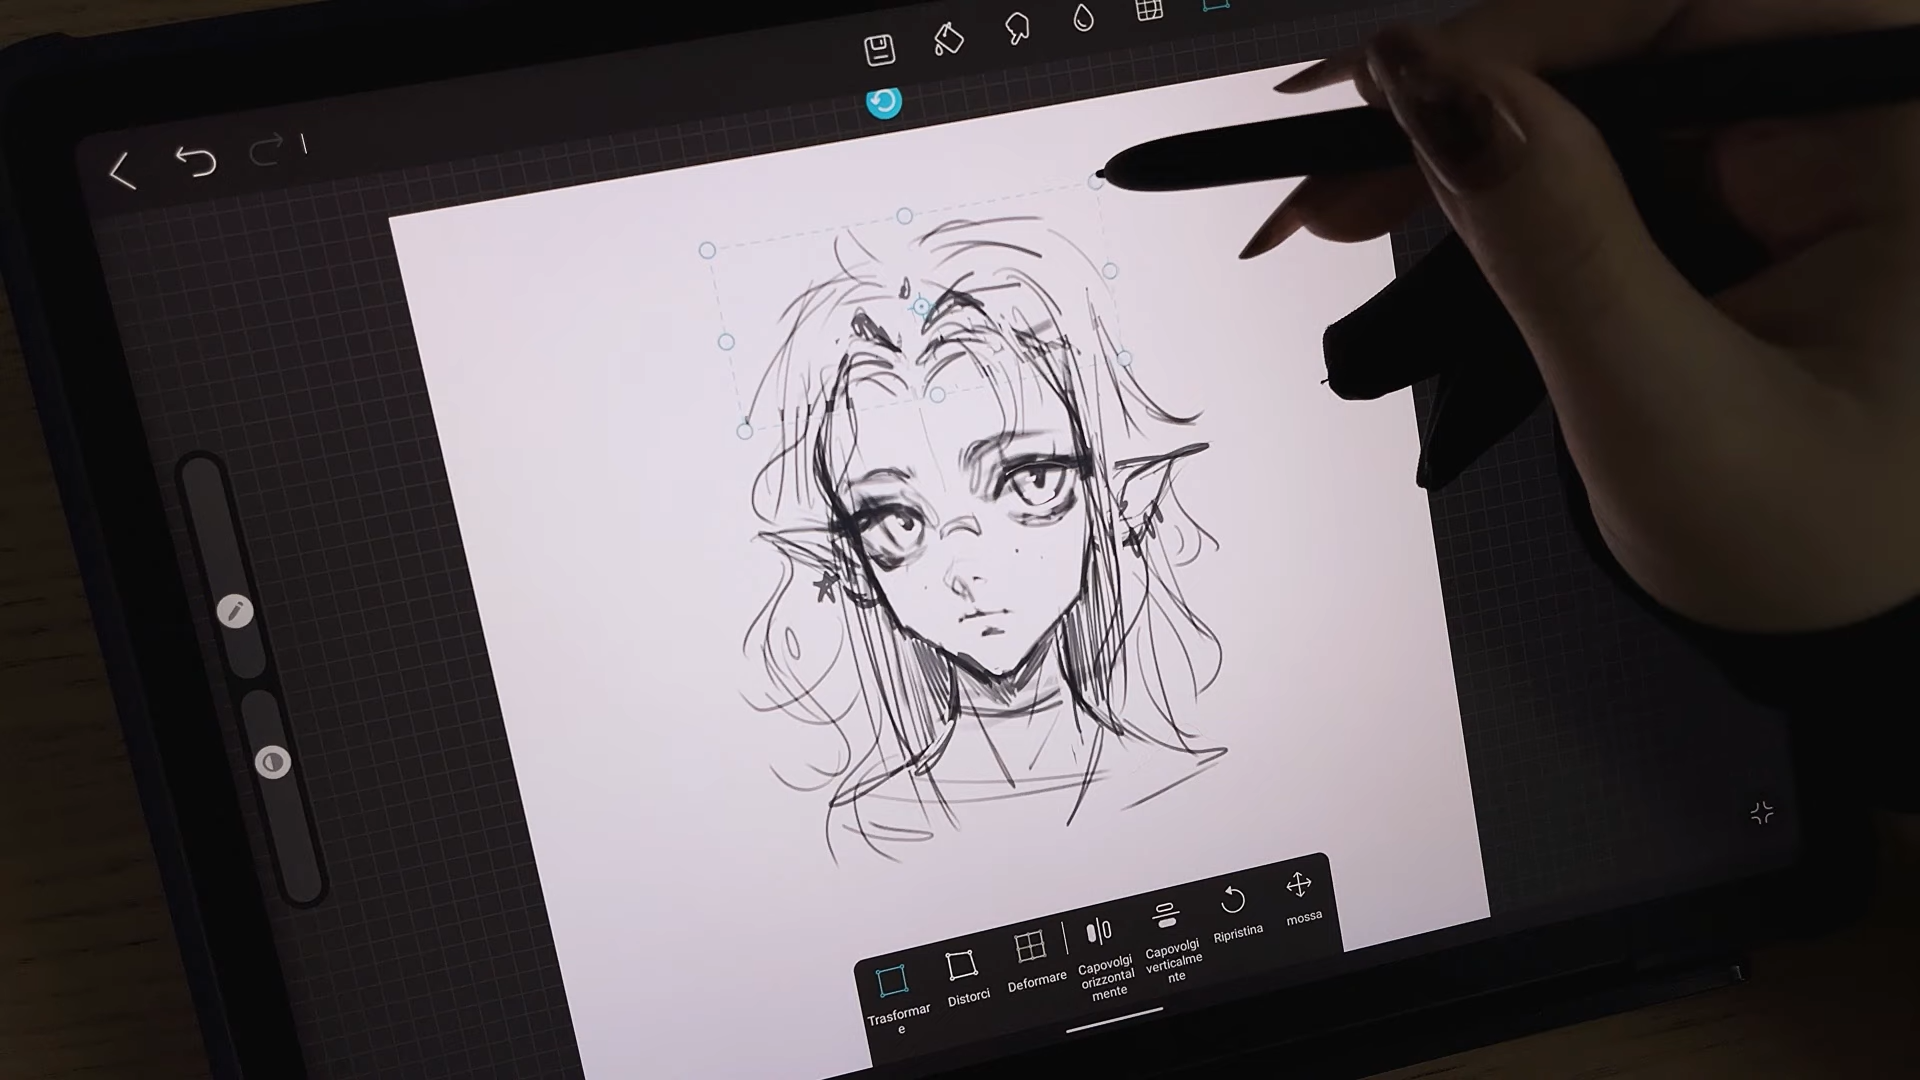 Trasformar
e
Distorci
Deformare
Capovolgi
orizzontal
mente
Capovolgi
verticalme
nte
Ripristina
mossa